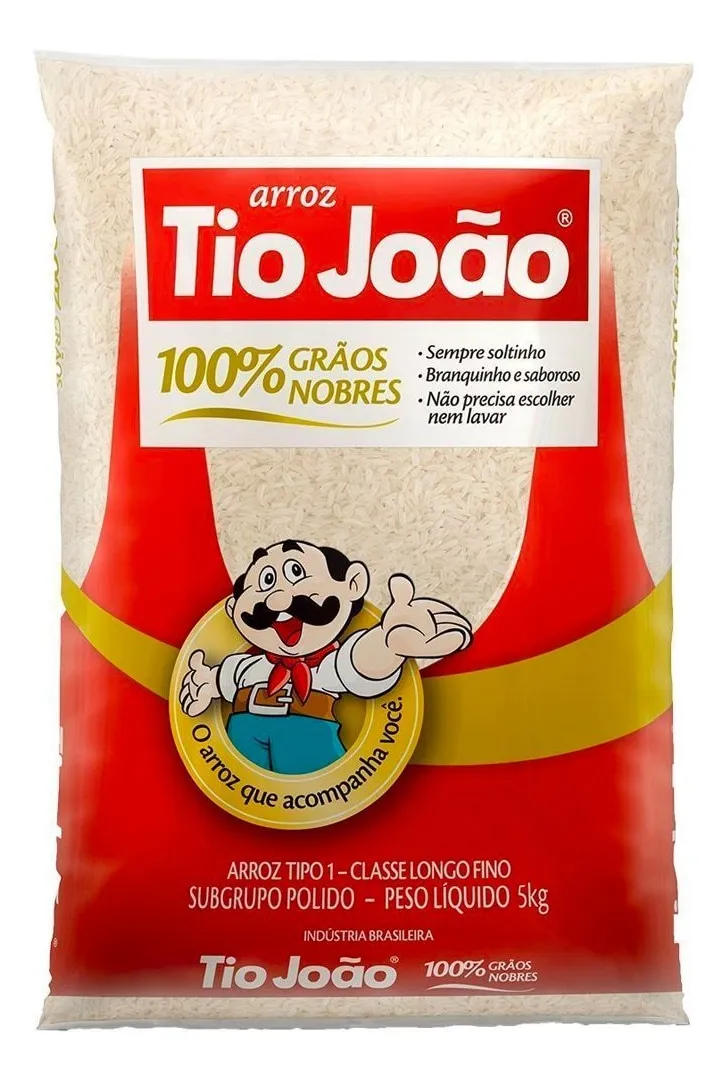 arroz
Tio João®
100% GRÃOS NOBRES
• Sempre soltinho
• Branquinho e saboroso
• Não precisa escolher
nem lavar
O arroz que acompanha você.
ARROZ TIPO 1 – CLASSE LONGO FINO
SUBGRUPO POLIDO – PESO LÍQUIDO 5kg
INDÚSTRIA BRASILEIRA
Tio João® 100% GRÃOS NOBRES